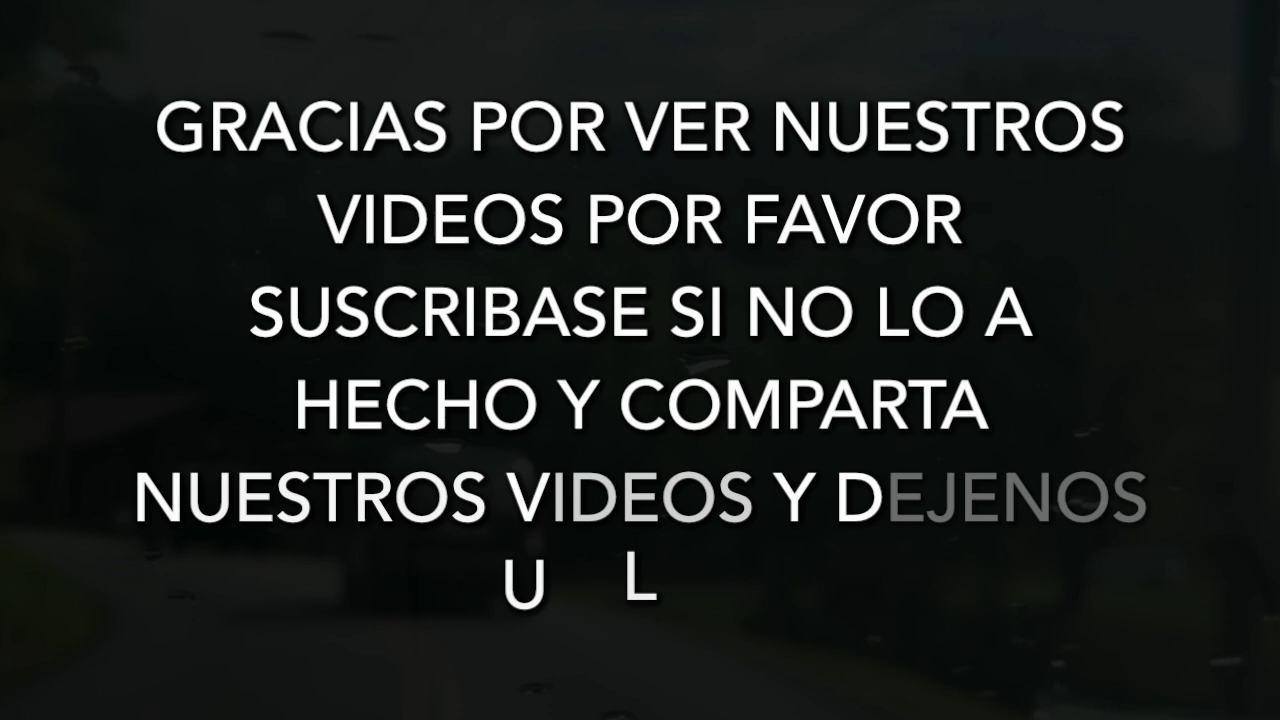 GRACIAS POR VER NUESTROS
VIDEOS POR FAVOR
SUSCRIBASE SI NO LO A
HECHO Y COMPARTA
NUESTROS VIDEOS Y DEJENOS
U L